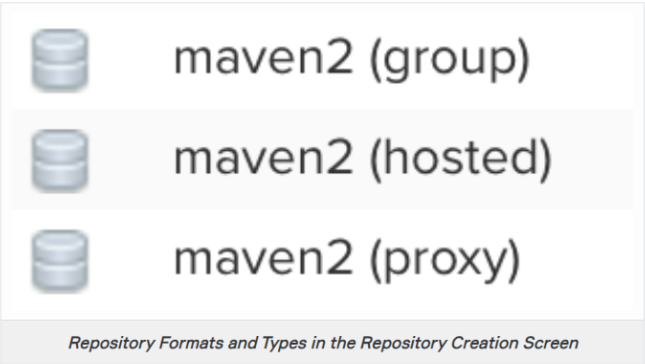 maven2 (group)
maven2 (hosted)
maven2 (proxy)
Repository Formats and Types in the Repository Creation Screen